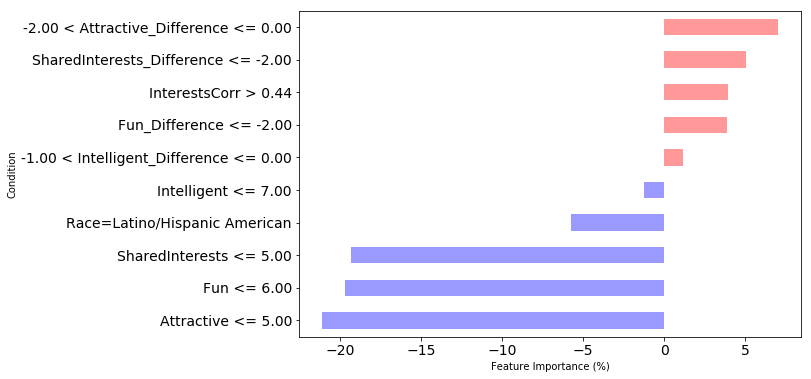 -2.00 < Attractive_Difference <= 0.00
SharedInterests_Difference <= -2.00
InterestsCorr > 0.44
Fun_Difference <= -2.00
-1.00 < Intelligent_Difference <= 0.00
Intelligent <= 7.00
Race=Latino/Hispanic American
SharedInterests <= 5.00
Fun <= 6.00
Attractive <= 5.00
Condition
−20 −15 −10 −5 0 5
Feature Importance (%)